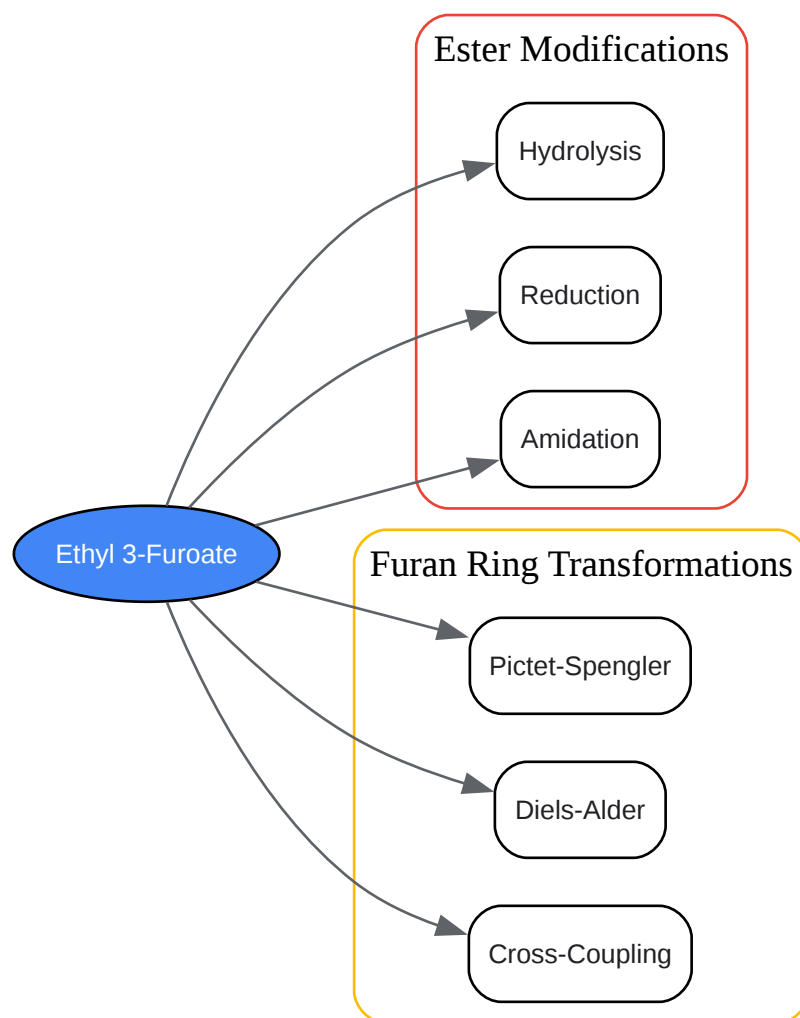 Ester Modifications
Hydrolysis
Reduction
Amidation
Ethyl 3-Furoate
Furan Ring Transformations
Pictet-Spengler
Diels-Alder
Cross-Coupling